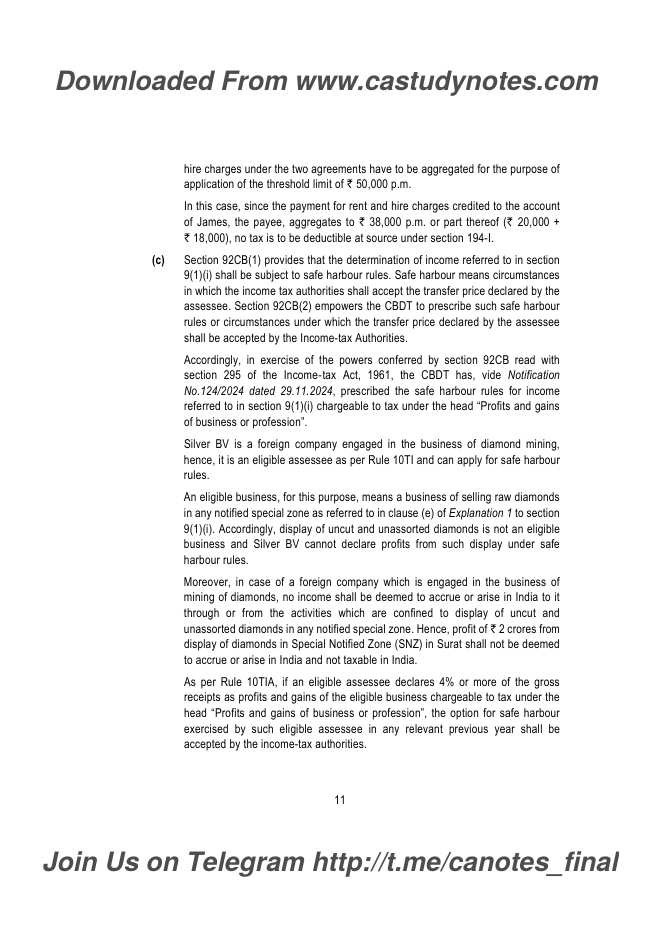 Downloaded From www.castudynotes.com
hire charges under the two agreements have to be aggregated for the purpose of
application of the threshold limit of ₹ 50,000 p.m.
In this case, since the payment for rent and hire charges credited to the account
of James, the payee, aggregates to ₹ 38,000 p.m. or part thereof (₹ 20,000 +
₹ 18,000), no tax is to be deductible at source under section 194-I.
(c) Section 92CB(1) provides that the determination of income referred to in section
9(1)(i) shall be subject to safe harbour rules. Safe harbour means circumstances
in which the income tax authorities shall accept the transfer price declared by the
assessee. Section 92CB(2) empowers the CBDT to prescribe such safe harbour
rules or circumstances under which the transfer price declared by the assessee
shall be accepted by the Income-tax Authorities.
Accordingly, in exercise of the powers conferred by section 92CB read with
section 295 of the Income-tax Act, 1961, the CBDT has, vide Notification
No.124/2024 dated 29.11.2024, prescribed the safe harbour rules for income
referred to in section 9(1)(i) chargeable to tax under the head “Profits and gains
of business or profession”.
Silver BV is a foreign company engaged in the business of diamond mining,
hence, it is an eligible assessee as per Rule 10TI and can apply for safe harbour
rules.
An eligible business, for this purpose, means a business of selling raw diamonds
in any notified special zone as referred to in clause (e) of Explanation 1 to section
9(1)(i). Accordingly, display of uncut and unassorted diamonds is not an eligible
business and Silver BV cannot declare profits from such display under safe
harbour rules.
Moreover, in case of a foreign company which is engaged in the business of
mining of diamonds, no income shall be deemed to accrue or arise in India to it
through or from the activities which are confined to display of uncut and
unassorted diamonds in any notified special zone. Hence, profit of ₹ 2 crores from
display of diamonds in Special Notified Zone (SNZ) in Surat shall not be deemed
to accrue or arise in India and not taxable in India.
As per Rule 10TIA, if an eligible assessee declares 4% or more of the gross
receipts as profits and gains of the eligible business chargeable to tax under the
head “Profits and gains of business or profession”, the option for safe harbour
exercised by such eligible assessee in any relevant previous year shall be
accepted by the income-tax authorities.
11
Join Us on Telegram http://t.me/canotes_final